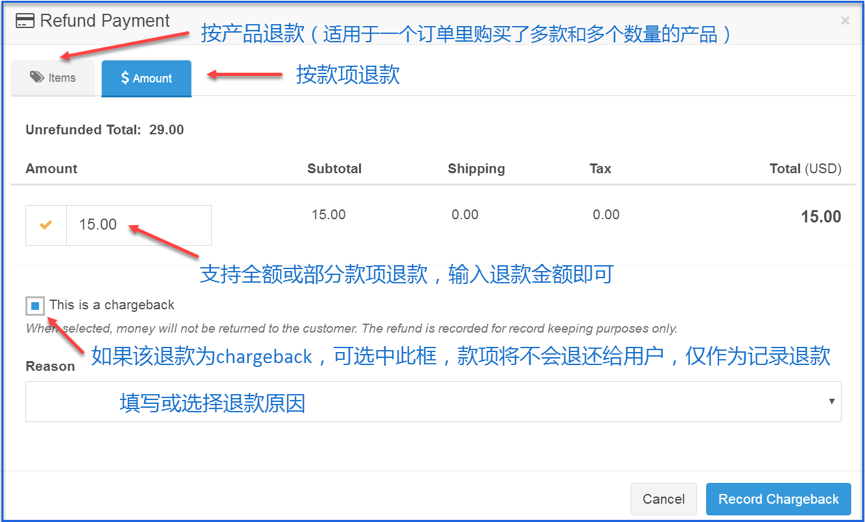 Refund Payment
×
按产品退款（适用于一个订单里购买了多款和多个数量的产品）
Items
$ Amount
按款项退款
Unrefunded Total: 29.00
Amount Subtotal Shipping Tax Total (USD)
15.00 15.00 0.00 0.00 15.00
支持全额或部分款项退款，输入退款金额即可
This is a chargeback
When selected, money will not be returned to the customer. The refund is recorded for record keeping purposes only.
如果该退款为chargeback，可选中此框，款项将不会退还给用户，仅作为记录退款
Reason
填写或选择退款原因
Cancel Record Chargeback